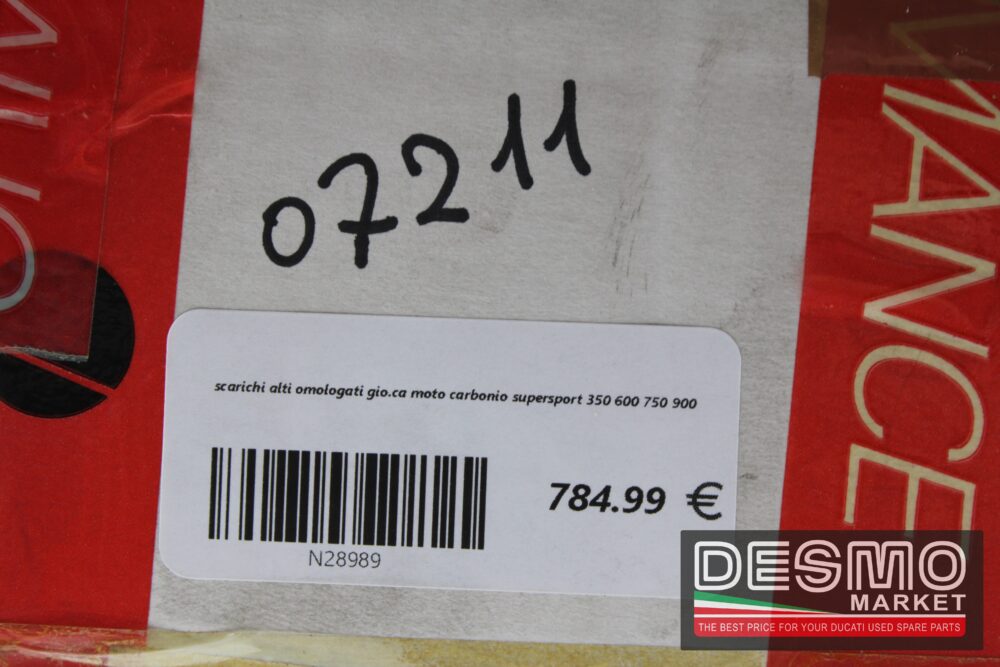 07211
scarichi alti omologati gio.ca moto carbonio supersport 350 600 750 900
784.99 €
N28989
MANCE
DESMO
MARKET
THE BEST PRICE FOR YOUR DUCATI USED SPARE PARTS